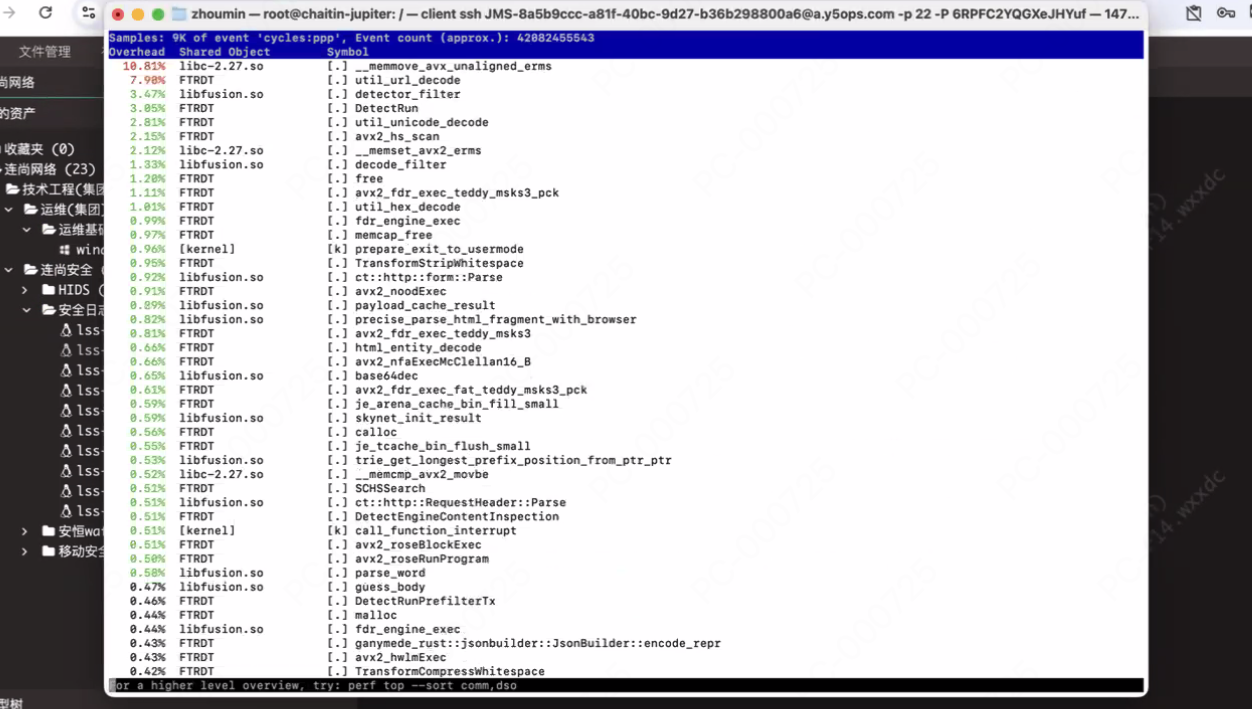 zhoumin — root@chaitin-jupiter: / — client ssh JMS-8a5b9ccc-a81f-40bc-9d27-b36b298800a6@a.y5ops.com -p 22 -P 6RPFC2YQGXeJHYuf — 147...
文件管理
尚网络
的资产
收藏夹 (0)
连尚网络 (23)
技术工程(集团
运维(集团)
运维基础
wind
连尚安全 (
HIDS (
安全日志
lss-
lss-
lss-
lss-
lss-
lss-
lss-
lss-
lss-
lss-
安恒wa
移动安全
型树
Samples: 9K of event 'cycles:ppp', Event count (approx.): 42082455543
Overhead Shared Object Symbol
10.81% libc-2.27.so [.] __memmove_avx_unaligned_erms
7.90% FTRDT [.] util_url_decode
3.47% libfusion.so [.] detector_filter
3.05% FTRDT [.] DetectRun
2.81% FTRDT [.] util_unicode_decode
2.15% FTRDT [.] avx2_hs_scan
2.12% libc-2.27.so [.] __memset_avx2_erms
1.33% libfusion.so [.] decode_filter
1.20% FTRDT [.] free
1.11% FTRDT [.] avx2_fdr_exec_teddy_msks3_pck
1.01% FTRDT [.] util_hex_decode
0.99% FTRDT [.] fdr_engine_exec
0.97% FTRDT [.] memcap_free
0.96% [kernel] [k] prepare_exit_to_usermode
0.95% FTRDT [.] TransformStripWhitespace
0.92% libfusion.so [.] ct::http::form::Parse
0.91% FTRDT [.] avx2_noodExec
0.89% libfusion.so [.] payload_cache_result
0.82% libfusion.so [.] precise_parse_html_fragment_with_browser
0.81% FTRDT [.] avx2_fdr_exec_teddy_msks3
0.66% FTRDT [.] html_entity_decode
0.66% FTRDT [.] avx2_nfaExecMcClellan16_B
0.65% libfusion.so [.] base64dec
0.61% FTRDT [.] avx2_fdr_exec_fat_teddy_msks3_pck
0.59% FTRDT [.] je_arena_cache_bin_fill_small
0.59% libfusion.so [.] skynet_init_result
0.56% FTRDT [.] calloc
0.55% FTRDT [.] je_tcache_bin_flush_small
0.53% libfusion.so [.] trie_get_longest_prefix_position_from_ptr_ptr
0.52% libc-2.27.so [.] __memcmp_avx2_movbe
0.51% FTRDT [.] SCHSSearch
0.51% libfusion.so [.] ct::http::RequestHeader::Parse
0.51% FTRDT [.] DetectEngineContentInspection
0.51% [kernel] [k] call_function_interrupt
0.51% FTRDT [.] avx2_roseBlockExec
0.50% FTRDT [.] avx2_roseRunProgram
0.50% libfusion.so [.] parse_word
0.47% libfusion.so [.] guess_body
0.46% FTRDT [.] DetectRunPrefilterTx
0.44% FTRDT [.] malloc
0.44% libfusion.so [.] fdr_engine_exec
0.43% FTRDT [.] ganymede_rust::jsonbuilder::JsonBuilder::encode_repr
0.43% FTRDT [.] avx2_hwlmExec
0.42% FTRDT [.] TransformCompressWhitespace
For a higher level overview, try: perf top --sort comm,dso
PC-000725
14.wxxdc
14.wxxdc